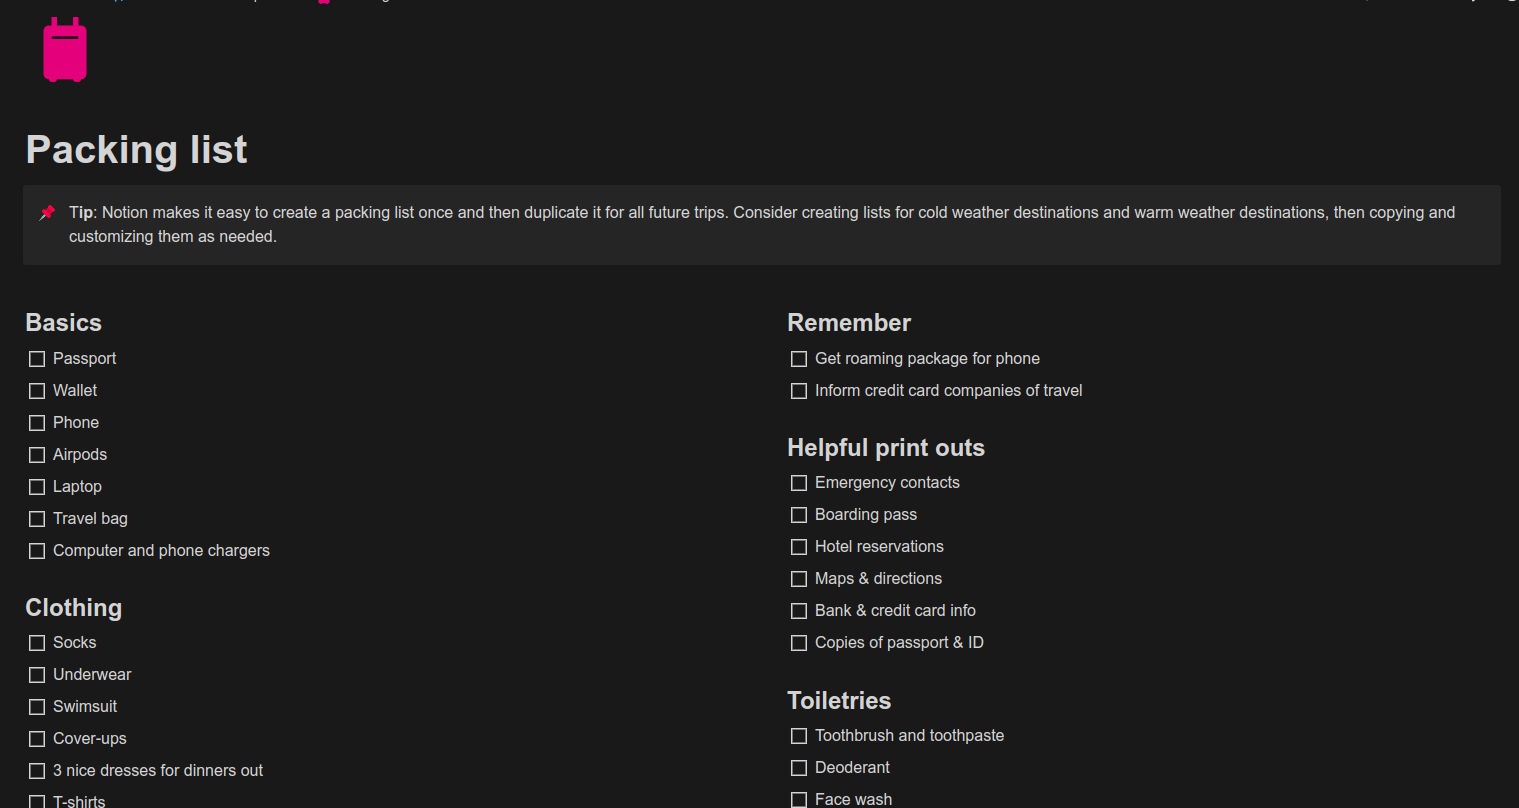 Packing list
Tip: Notion makes it easy to create a packing list once and then duplicate it for all future trips. Consider creating lists for cold weather destinations and warm weather destinations, then copying and
customizing them as needed.
Basics
Passport
Wallet
Phone
Airpods
Laptop
Travel bag
Computer and phone chargers
Clothing
Socks
Underwear
Swimsuit
Cover-ups
3 nice dresses for dinners out
T-shirts
Remember
Get roaming package for phone
Inform credit card companies of travel
Helpful print outs
Emergency contacts
Boarding pass
Hotel reservations
Maps & directions
Bank & credit card info
Copies of passport & ID
Toiletries
Toothbrush and toothpaste
Deoderant
Face wash